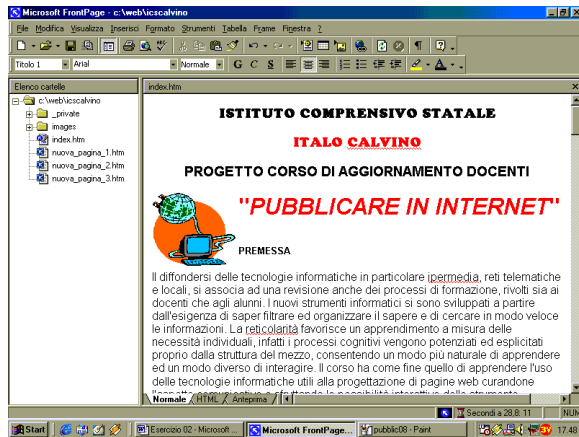 Microsoft FrontPage - c:\web\icscalvino
File Modifica Visualizza Inserisci Formato Strumenti Tabella Frame Finestra ?
Titolo 1 Arial Normale G C S
Elenco cartelle
c:\web\icscalvino
_private
images
index.htm
nuova_pagina_1.htm
nuova_pagina_2.htm
nuova_pagina_3.htm
index.htm
ISTITUTO COMPRENSIVO STATALE
ITALO CALVINO
PROGETTO CORSO DI AGGIORNAMENTO DOCENTI
"PUBBLICARE IN INTERNET"
PREMESSA
Il diffondersi delle tecnologie informatiche in particolare ipermedia, reti telematiche
e locali, si associa ad una revisione anche dei processi di formazione, rivolti sia ai
docenti che agli alunni. I nuovi strumenti informatici si sono sviluppati a partire
dall'esigenza di saper filtrare ed organizzare il sapere e di cercare in modo veloce
le informazioni. La reticolarità favorisce un apprendimento a misura delle
necessità individuali, infatti i processi cognitivi vengono potenziati ed esplicitati
proprio dalla struttura del mezzo, consentendo un modo più naturale di apprendere
ed un modo diverso di interagire. Il corso ha come fine quello di apprendere l'uso
delle tecnologie informatiche utili alla progettazione di pagine web curandone
Normale HTML Anteprima
Secondi a 28,8: 11 NUM
Start Esercizio 02 - Microsoft ... Microsoft FrontPage... pubblic08 - Paint 17.48